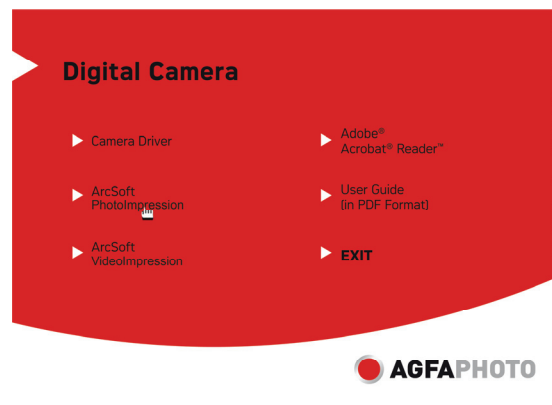 Digital Camera
Camera Driver
ArcSoft
PhotoImpression
ArcSoft
VideoImpression
Adobe®
Acrobat® Reader™
User Guide
(in PDF Format)
EXIT
AGFAPHOTO